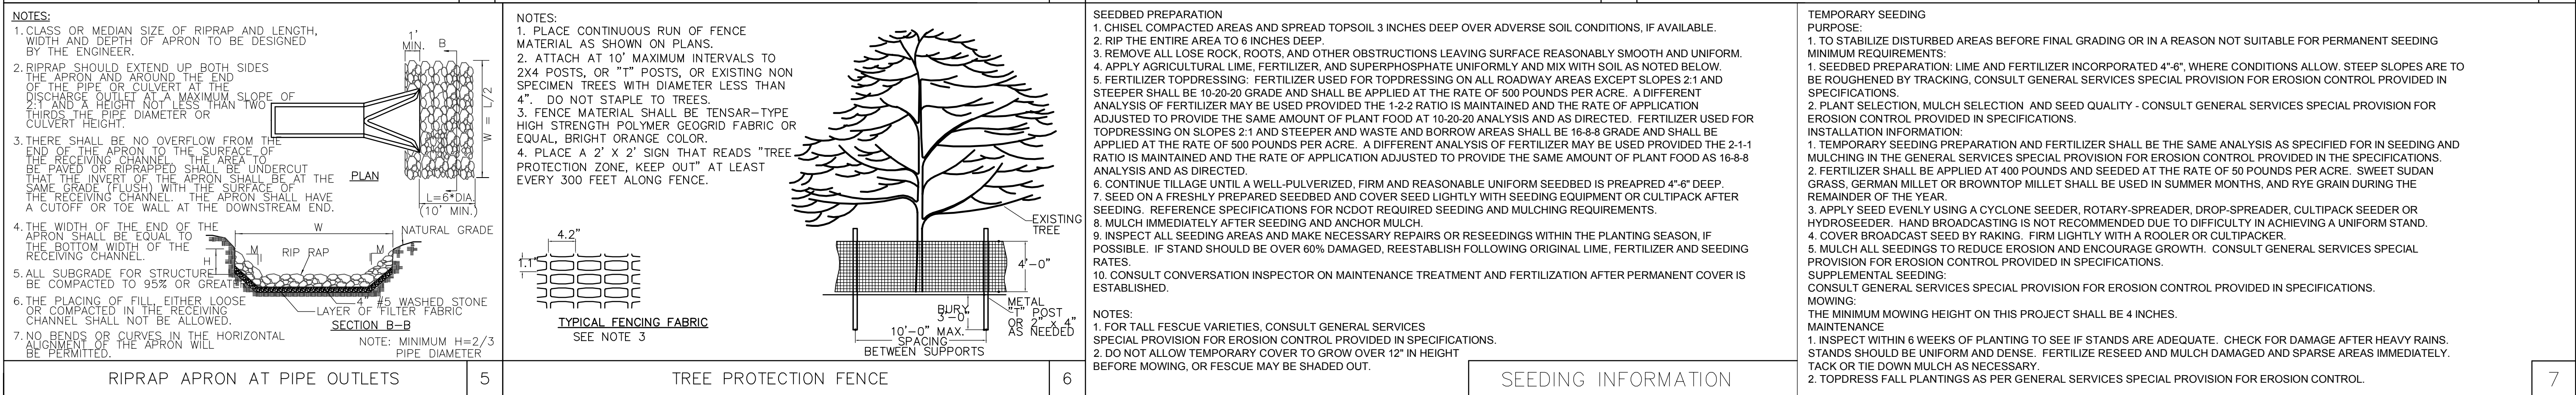 NOTES:
1. CLASS OR MEDIAN SIZE OF RIPRAP AND LENGTH,
WIDTH AND DEPTH OF APRON TO BE DESIGNED
BY THE ENGINEER.
2. RIPRAP SHOULD EXTEND UP BOTH SIDES
THE APRON AND AROUND THE END
OF THE PIPE OR CULVERT AT THE
DISCHARGE OUTLET AT A MAXIMUM SLOPE OF
2:1 AND A HEIGHT NOT LESS THAN TWO
THIRDS THE PIPE DIAMETER OR
CULVERT HEIGHT.
3. THERE SHALL BE NO OVERFLOW FROM THE
END OF THE APRON TO THE SURFACE OF
THE RECEIVING CHANNEL. THE AREA TO
BE PAVED OR RIPRAPPED SHALL BE UNDERCUT
THAT THE INVERT OF THE APRON SHALL BE AT THE
SAME GRADE (FLUSH) WITH THE SURFACE OF
THE RECEIVING CHANNEL. THE APRON SHALL HAVE
A CUTOFF OR TOE WALL AT THE DOWNSTREAM END.
4. THE WIDTH OF THE END OF THE
APRON SHALL BE EQUAL TO
THE BOTTOM WIDTH OF THE
RECEIVING CHANNEL.
5. ALL SUBGRADE FOR STRUCTURE
BE COMPACTED TO 95% OR GREATER
6. THE PLACING OF FILL, EITHER LOOSE
OR COMPACTED IN THE RECEIVING
CHANNEL SHALL NOT BE ALLOWED.
7. NO BENDS OR CURVES IN THE HORIZONTAL
ALIGNMENT OF THE APRON WILL
BE PERMITTED.
1'
MIN.
B
W = L/2
PLAN
L=6*DIA.
(10' MIN.)
W
NATURAL GRADE
M
M
H
RIP RAP
4" #5 WASHED STONE
LAYER OF FILTER FABRIC
SECTION B-B
NOTE: MINIMUM H=2/3
PIPE DIAMETER
RIPRAP APRON AT PIPE OUTLETS
5
NOTES:
1. PLACE CONTINUOUS RUN OF FENCE
MATERIAL AS SHOWN ON PLANS.
2. ATTACH AT 10' MAXIMUM INTERVALS TO
2X4 POSTS, OR "T" POSTS, OR EXISTING NON
SPECIMEN TREES WITH DIAMETER LESS THAN
4". DO NOT STAPLE TO TREES.
3. FENCE MATERIAL SHALL BE TENSAR-TYPE
HIGH STRENGTH POLYMER GEOGRID FABRIC OR
EQUAL, BRIGHT ORANGE COLOR.
4. PLACE A 2' X 2' SIGN THAT READS "TREE
PROTECTION ZONE, KEEP OUT" AT LEAST
EVERY 300 FEET ALONG FENCE.
4.2"
1.1"
TYPICAL FENCING FABRIC
SEE NOTE 3
EXISTING
TREE
4'-0"
BURY
3'-0"
METAL
"T" POST
OR 2" x 4"
AS NEEDED
10'-0" MAX.
SPACING
BETWEEN SUPPORTS
TREE PROTECTION FENCE
6
SEEDBED PREPARATION
1. CHISEL COMPACTED AREAS AND SPREAD TOPSOIL 3 INCHES DEEP OVER ADVERSE SOIL CONDITIONS, IF AVAILABLE.
2. RIP THE ENTIRE AREA TO 6 INCHES DEEP.
3. REMOVE ALL LOSE ROCK, ROOTS, AND OTHER OBSTRUCTIONS LEAVING SURFACE REASONABLY SMOOTH AND UNIFORM.
4. APPLY AGRICULTURAL LIME, FERTILIZER, AND SUPERPHOSPHATE UNIFORMLY AND MIX WITH SOIL AS NOTED BELOW.
5. FERTILIZER TOPDRESSING: FERTILIZER USED FOR TOPDRESSING ON ALL ROADWAY AREAS EXCEPT SLOPES 2:1 AND
STEEPER SHALL BE 10-20-20 GRADE AND SHALL BE APPLIED AT THE RATE OF 500 POUNDS PER ACRE. A DIFFERENT
ANALYSIS OF FERTILIZER MAY BE USED PROVIDED THE 1-2-2 RATIO IS MAINTAINED AND THE RATE OF APPLICATION
ADJUSTED TO PROVIDE THE SAME AMOUNT OF PLANT FOOD AT 10-20-20 ANALYSIS AND AS DIRECTED. FERTILIZER USED FOR
TOPDRESSING ON SLOPES 2:1 AND STEEPER AND WASTE AND BORROW AREAS SHALL BE 16-8-8 GRADE AND SHALL BE
APPLIED AT THE RATE OF 500 POUNDS PER ACRE. A DIFFERENT ANALYSIS OF FERTILIZER MAY BE USED PROVIDED THE 2-1-1
RATIO IS MAINTAINED AND THE RATE OF APPLICATION ADJUSTED TO PROVIDE THE SAME AMOUNT OF PLANT FOOD AS 16-8-8
ANALYSIS AND AS DIRECTED.
6. CONTINUE TILLAGE UNTIL A WELL-PULVERIZED, FIRM AND REASONABLE UNIFORM SEEDBED IS PREAPRED 4"-6" DEEP.
7. SEED ON A FRESHLY PREPARED SEEDBED AND COVER SEED LIGHTLY WITH SEEDING EQUIPMENT OR CULTIPACK AFTER
SEEDING. REFERENCE SPECIFICATIONS FOR NCDOT REQUIRED SEEDING AND MULCHING REQUIREMENTS.
8. MULCH IMMEDIATELY AFTER SEEDING AND ANCHOR MULCH.
9. INSPECT ALL SEEDING AREAS AND MAKE NECESSARY REPAIRS OR RESEEDINGS WITHIN THE PLANTING SEASON, IF
POSSIBLE. IF STAND SHOULD BE OVER 60% DAMAGED, REESTABLISH FOLLOWING ORIGINAL LIME, FERTILIZER AND SEEDING
RATES.
10. CONSULT CONVERSATION INSPECTOR ON MAINTENANCE TREATMENT AND FERTILIZATION AFTER PERMANENT COVER IS
ESTABLISHED.
NOTES:
1. FOR TALL FESCUE VARIETIES, CONSULT GENERAL SERVICES
SPECIAL PROVISION FOR EROSION CONTROL PROVIDED IN SPECIFICATIONS.
2. DO NOT ALLOW TEMPORARY COVER TO GROW OVER 12" IN HEIGHT
BEFORE MOWING, OR FESCUE MAY BE SHADED OUT.
SEEDING INFORMATION
TEMPORARY SEEDING
PURPOSE:
1. TO STABILIZE DISTURBED AREAS BEFORE FINAL GRADING OR IN A REASON NOT SUITABLE FOR PERMANENT SEEDING
MINIMUM REQUIREMENTS:
1. SEEDBED PREPARATION: LIME AND FERTILIZER INCORPORATED 4"-6", WHERE CONDITIONS ALLOW. STEEP SLOPES ARE TO
BE ROUGHENED BY TRACKING, CONSULT GENERAL SERVICES SPECIAL PROVISION FOR EROSION CONTROL PROVIDED IN
SPECIFICATIONS.
2. PLANT SELECTION, MULCH SELECTION AND SEED QUALITY - CONSULT GENERAL SERVICES SPECIAL PROVISION FOR
EROSION CONTROL PROVIDED IN SPECIFICATIONS.
INSTALLATION INFORMATION:
1. TEMPORARY SEEDING PREPARATION AND FERTILIZER SHALL BE THE SAME ANALYSIS AS SPECIFIED FOR IN SEEDING AND
MULCHING IN THE GENERAL SERVICES SPECIAL PROVISION FOR EROSION CONTROL PROVIDED IN THE SPECIFICATIONS.
2. FERTILIZER SHALL BE APPLIED AT 400 POUNDS AND SEEDED AT THE RATE OF 50 POUNDS PER ACRE. SWEET SUDAN
GRASS, GERMAN MILLET OR BROWNTOP MILLET SHALL BE USED IN SUMMER MONTHS, AND RYE GRAIN DURING THE
REMAINDER OF THE YEAR.
3. APPLY SEED EVENLY USING A CYCLONE SEEDER, ROTARY-SPREADER, DROP-SPREADER, CULTIPACK SEEDER OR
HYDROSEEDER. HAND BROADCASTING IS NOT RECOMMENDED DUE TO DIFFICULTY IN ACHIEVING A UNIFORM STAND.
4. COVER BROADCAST SEED BY RAKING. FIRM LIGHTLY WITH A ROOLER OR CULTIPACKER.
5. MULCH ALL SEEDINGS TO REDUCE EROSION AND ENCOURAGE GROWTH. CONSULT GENERAL SERVICES SPECIAL
PROVISION FOR EROSION CONTROL PROVIDED IN SPECIFICATIONS.
SUPPLEMENTAL SEEDING:
CONSULT GENERAL SERVICES SPECIAL PROVISION FOR EROSION CONTROL PROVIDED IN SPECIFICATIONS.
MOWING:
THE MINIMUM MOWING HEIGHT ON THIS PROJECT SHALL BE 4 INCHES.
MAINTENANCE
1. INSPECT WITHIN 6 WEEKS OF PLANTING TO SEE IF STANDS ARE ADEQUATE. CHECK FOR DAMAGE AFTER HEAVY RAINS.
STANDS SHOULD BE UNIFORM AND DENSE. FERTILIZE RESEED AND MULCH DAMAGED AND SPARSE AREAS IMMEDIATELY.
TACK OR TIE DOWN MULCH AS NECESSARY.
2. TOPDRESS FALL PLANTINGS AS PER GENERAL SERVICES SPECIAL PROVISION FOR EROSION CONTROL.
7